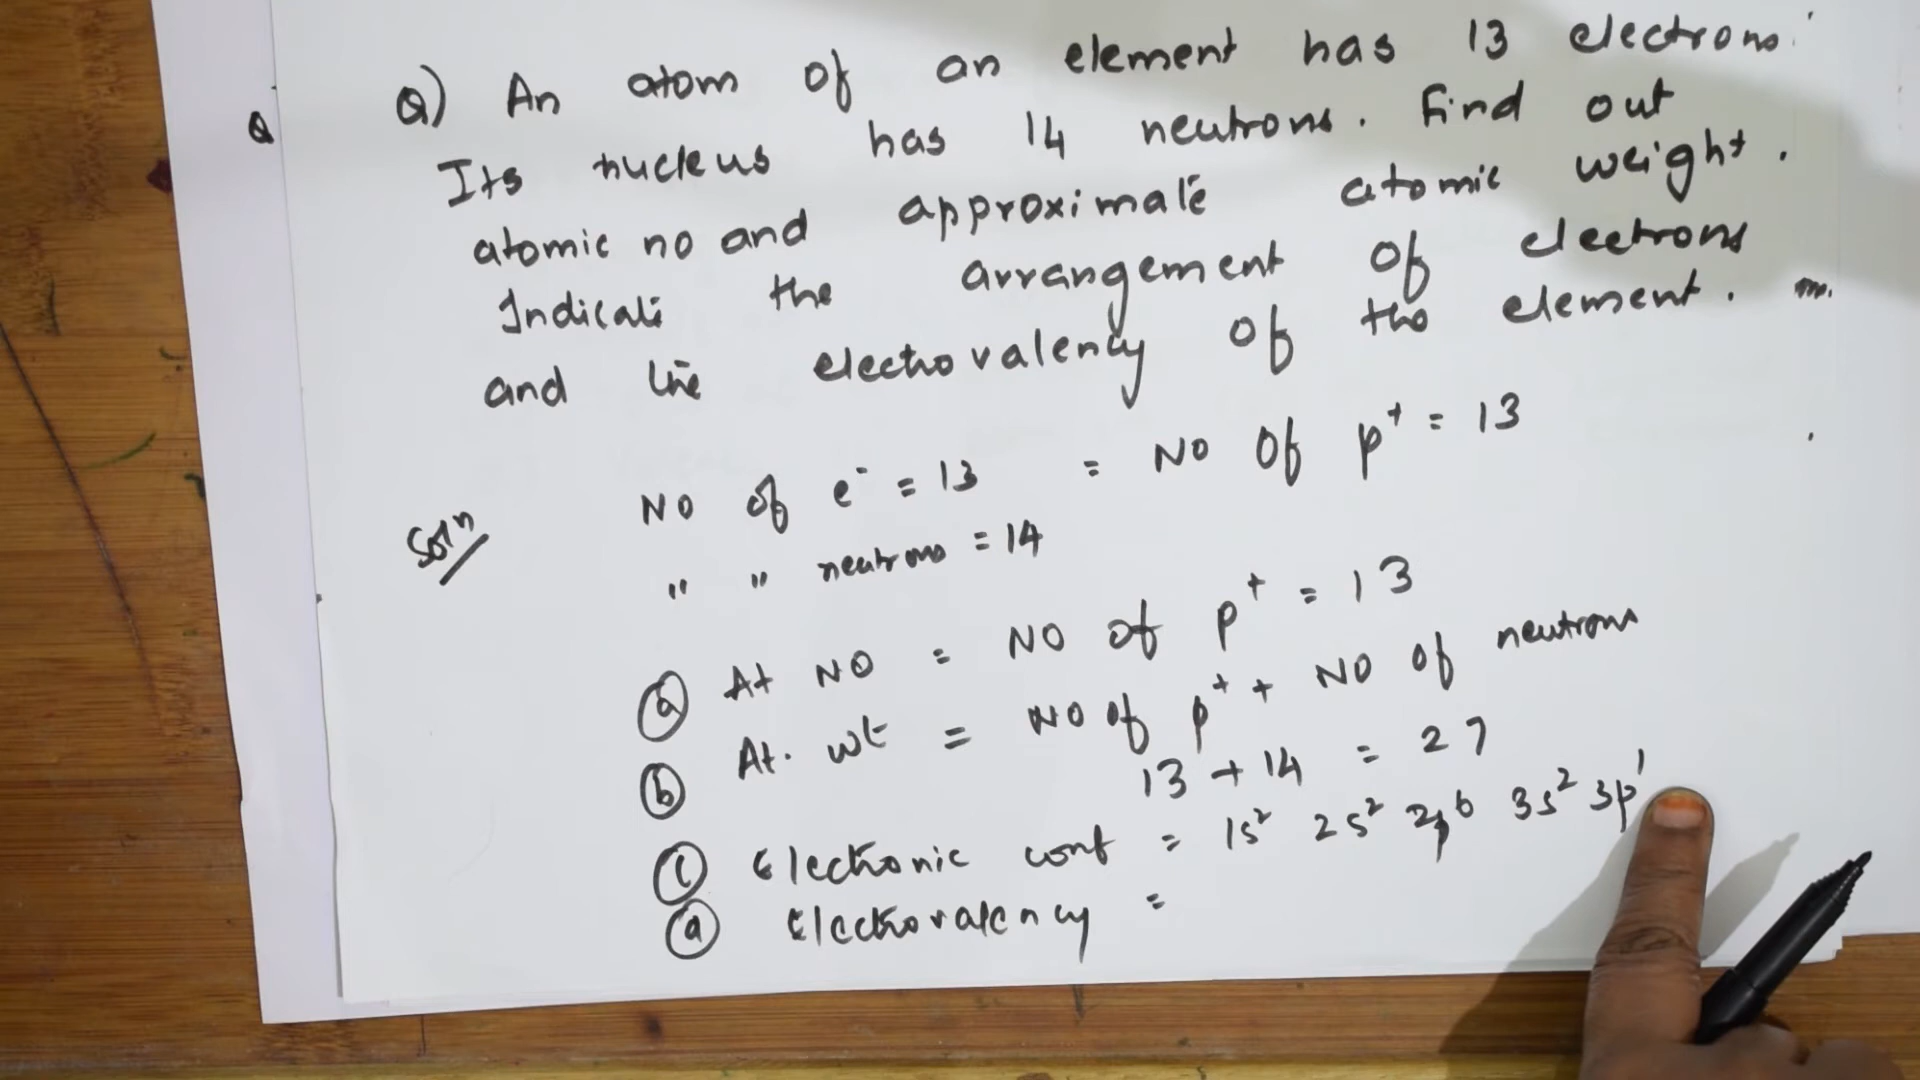 Q
Q) An atom of an element has 13 electrons.
Its nucleus has 14 neutrons. Find out
atomic no and approximate atomic weight.
Indicate the arrangement of electrons
and the electrovalency of the element.
Soln
No of e⁻ = 13 = No of p⁺ = 13
" " neutrons = 14
(a) At No = No of p⁺ = 13
(b) At. wt = No of p⁺ + No of neutrons
13 + 14 = 27
(c) Electronic conf = 1s² 2s² 2p⁶ 3s² 3p¹
(d) Electrovalency =